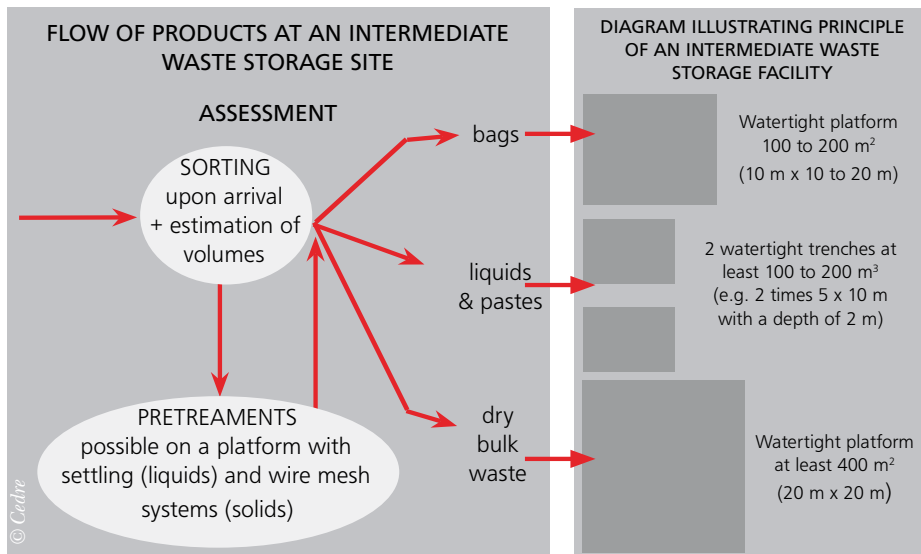 FLOW OF PRODUCTS AT AN INTERMEDIATE
WASTE STORAGE SITE
ASSESSMENT
SORTING
upon arrival
+ estimation of
volumes
PRETREAMENTS
possible on a platform with
settling (liquids) and wire mesh
systems (solids)
bags
liquids
& pastes
dry
bulk
waste
© Cedre
DIAGRAM ILLUSTRATING PRINCIPLE
OF AN INTERMEDIATE WASTE
STORAGE FACILITY
Watertight platform
100 to 200 m²
(10 m x 10 to 20 m)
2 watertight trenches at
least 100 to 200 m³
(e.g. 2 times 5 x 10 m
with a depth of 2 m)
Watertight platform
at least 400 m²
(20 m x 20 m)